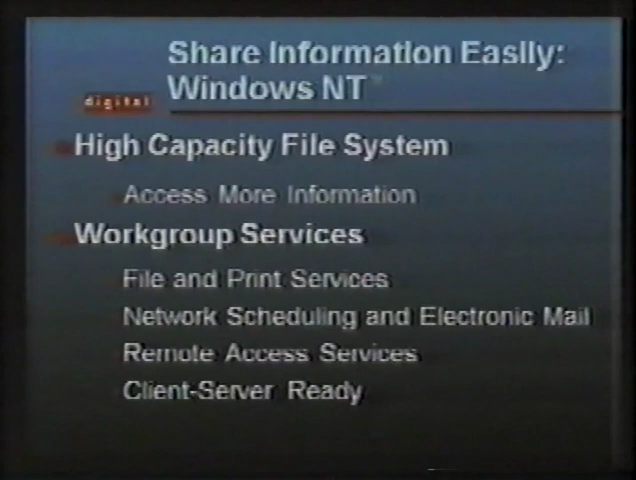 Share Information Easily:
Windows NT™
digital
High Capacity File System
Access More Information
Workgroup Services
File and Print Services
Network Scheduling and Electronic Mail
Remote Access Services
Client-Server Ready